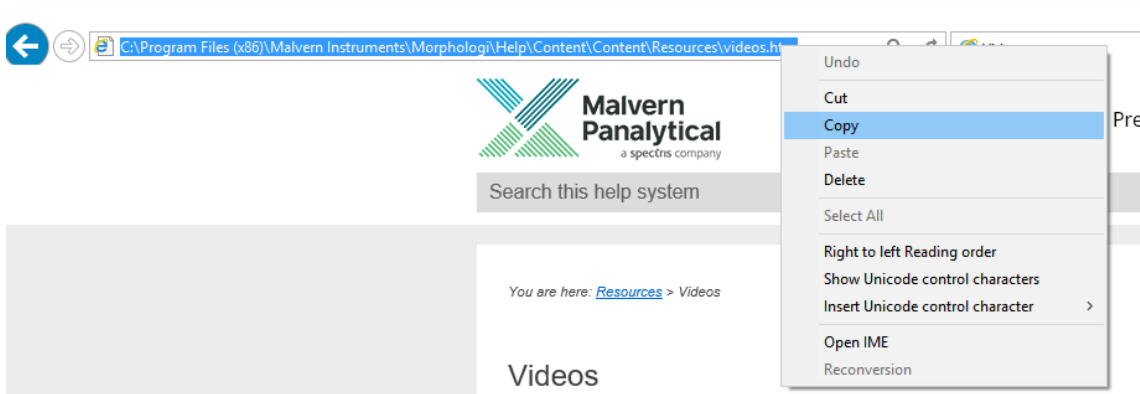 C:\Program Files (x86)\Malvern Instruments\Morphologi\Help\Content\Content\Resources\videos.ht
Undo
Cut
Copy
Paste
Delete
Select All
Right to left Reading order
Show Unicode control characters
Insert Unicode control character
Open IME
Reconversion
Malvern
Panalytical
a spectris company
Pre
Search this help system
You are here: Resources > Videos
Videos